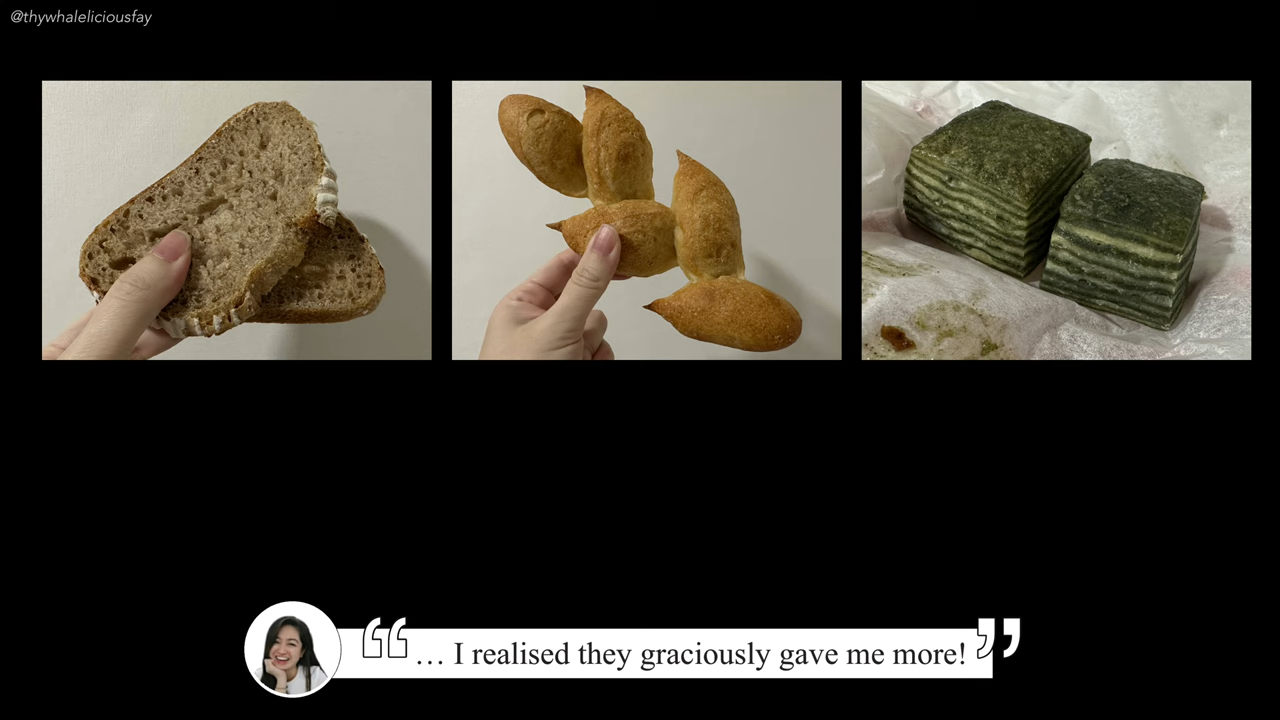 @thywhaleliciousfay
“… I realised they graciously gave me more!”